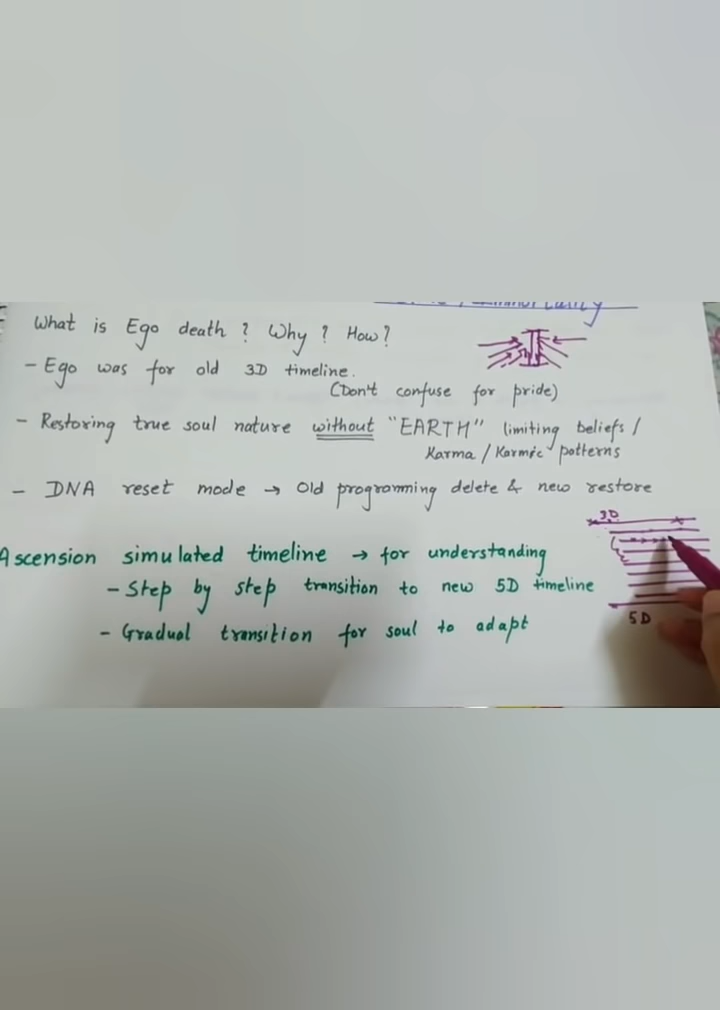 What is Ego death ? Why ? How ?
- Ego was for old 3D timeline.
(Don't confuse for pride)
- Restoring true soul nature without "EARTH" limiting beliefs /
Karma / Karmic patterns
- DNA reset mode → Old programming delete & new restore
3D
Ascension simulated timeline → for understanding
- Step by step transition to new 5D timeline
- Gradual transition for soul to adapt
5D